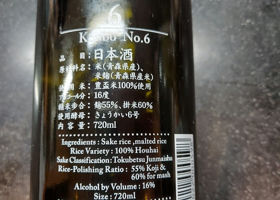 6
Kobo No.6
品目：日本酒
原材料名：米(青森県産)、
米麹(青森県産米)
使用米：豊盃米100%使用
アルコール分：16度
精米歩合：麹55%、掛米60%
使用酵母：きょうかい6号
内容量：720ml
Ingredients : Sake rice ,malted rice
Rice Variety : 100% Houhai
Sake Classification : Tokubetsu Junmaishu
Rice-Polishing Ratio : 55% Koji &
60% for mash
Alcohol by Volume : 16%
Size : 720ml